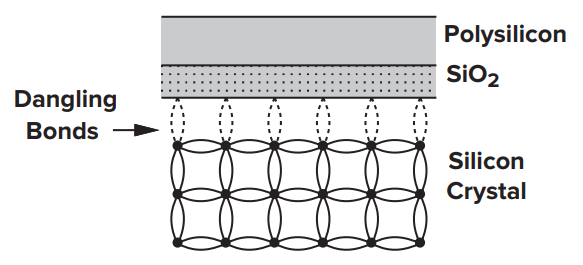 Polysilicon
SiO₂
Dangling
Bonds
Silicon
Crystal